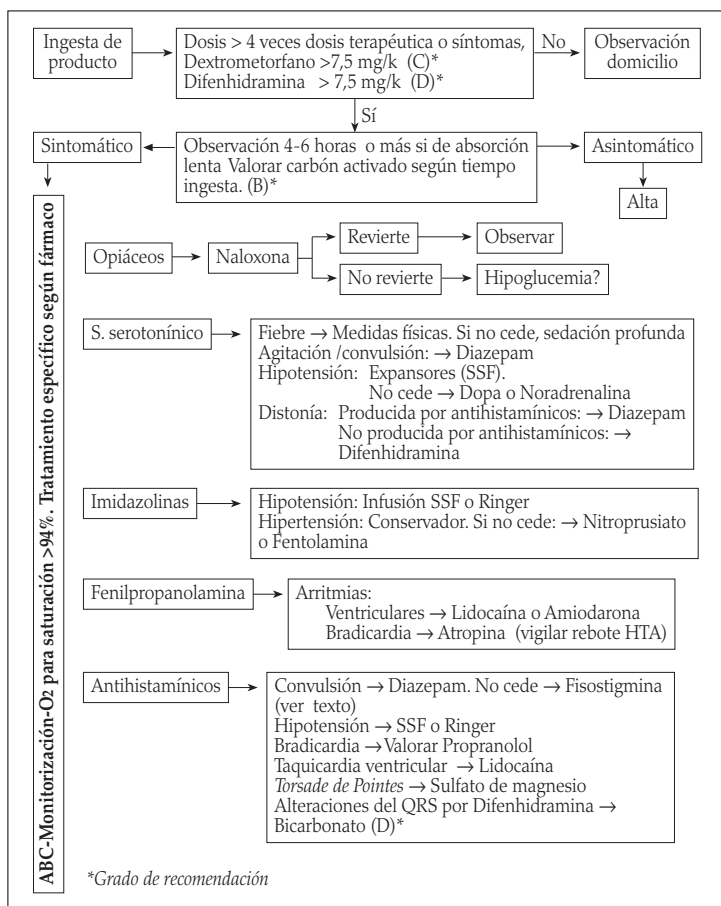 Ingesta de
producto
Dosis > 4 veces dosis terapéutica o síntomas,
Dextrometorfano >7,5 mg/k (C)*
Difenhidramina > 7,5 mg/k (D)*
No
Observación
domicilio
Sí
Sintomático
Observación 4-6 horas o más si de absorción
lenta Valorar carbón activado según tiempo
ingesta. (B)*
Asintomático
Alta
ABC-Monitorización-O2 para saturación >94%. Tratamiento específico según fármaco
Opiáceos
Naloxona
Revierte
Observar
No revierte
Hipoglucemia?
S. serotonínico
Fiebre → Medidas físicas. Si no cede, sedación profunda
Agitación /convulsión: → Diazepam
Hipotensión: Expansores (SSF).
No cede → Dopa o Noradrenalina
Distonía: Producida por antihistamínicos: → Diazepam
No producida por antihistamínicos: →
Difenhidramina
Imidazolinas
Hipotensión: Infusión SSF o Ringer
Hipertensión: Conservador. Si no cede: → Nitroprusiato
o Fentolamina
Fenilpropanolamina
Arritmias:
Ventriculares → Lidocaína o Amiodarona
Bradicardia → Atropina (vigilar rebote HTA)
Antihistamínicos
Convulsión → Diazepam. No cede → Fisostigmina
(ver texto)
Hipotensión → SSF o Ringer
Bradicardia → Valorar Propranolol
Taquicardia ventricular → Lidocaína
Torsade de Pointes → Sulfato de magnesio
Alteraciones del QRS por Difenhidramina →
Bicarbonato (D)*
*Grado de recomendación